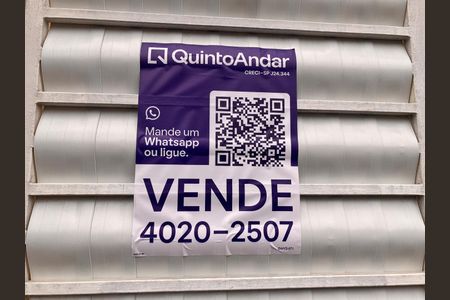 QuintoAndar
CRECI-SP J24.344
Mande um
Whatsapp
ou ligue.
VENDE
4020-2507